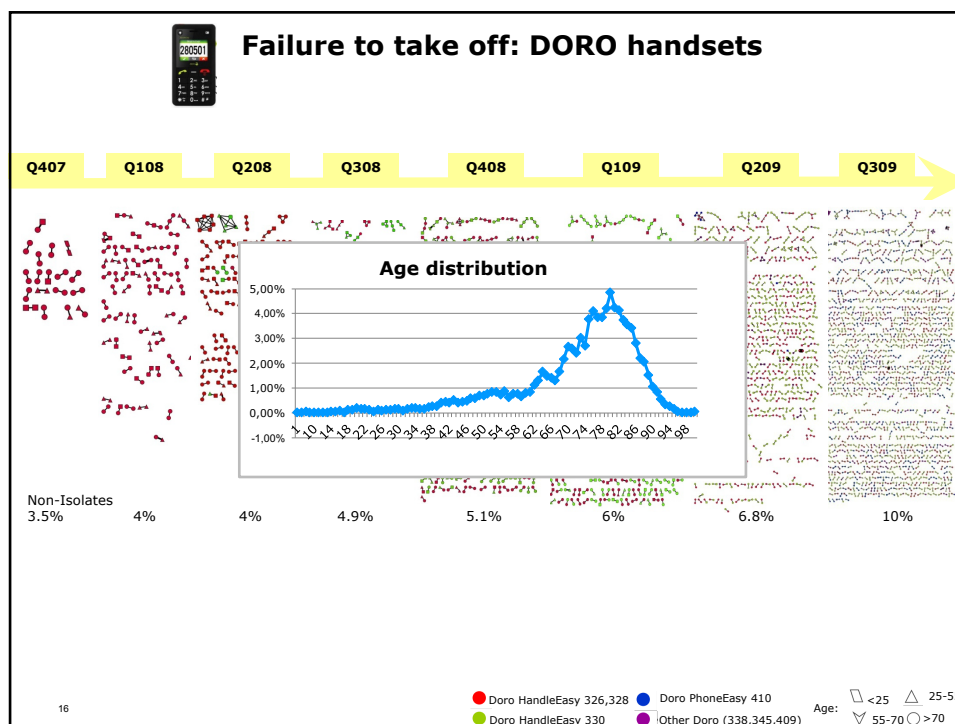 Failure to take off: DORO handsets
280501
Q407 Q108 Q208 Q308 Q408 Q109 Q209 Q309
Age distribution
5,00%
4,00%
3,00%
2,00%
1,00%
0,00%
-1,00%
1 10 14 18 22 26 30 34 38 42 46 50 54 58 62 66 70 74 78 82 86 90 94 98
Non-Isolates
3.5% 4% 4% 4.9% 5.1% 6% 6.8% 10%
Doro HandleEasy 326,328 Doro PhoneEasy 410
Age: <25 25-5
16 Doro HandleEasy 330 Other Doro (338,345,409) 55-70 >70